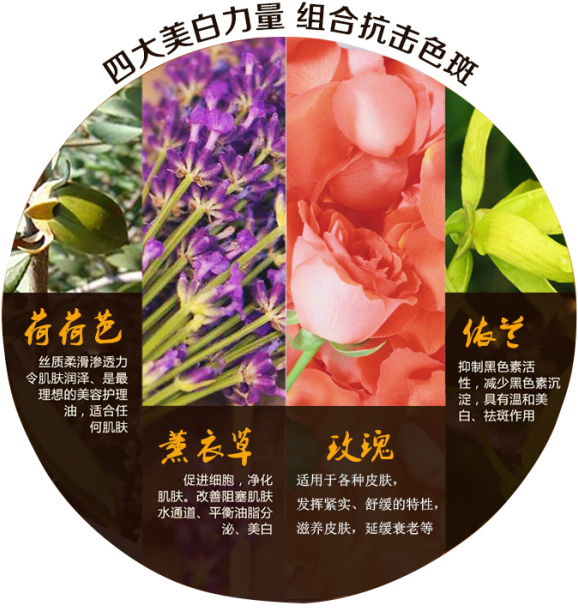 四大美白力量 组合抗击色斑
荷荷芭
丝质柔滑渗透力
令肌肤润泽、是最
理想的美容护理
油，适合任
何肌肤
薰衣草
促进细胞，净化
肌肤。改善阻塞肌肤
水通道、平衡油脂分
泌、美白
玫瑰
适用于各种皮肤，
发挥紧实、舒缓的特性，
滋养皮肤，延缓衰老等
依兰
抑制黑色素活
性，减少黑色素沉
淀，具有温和美
白、祛斑作用